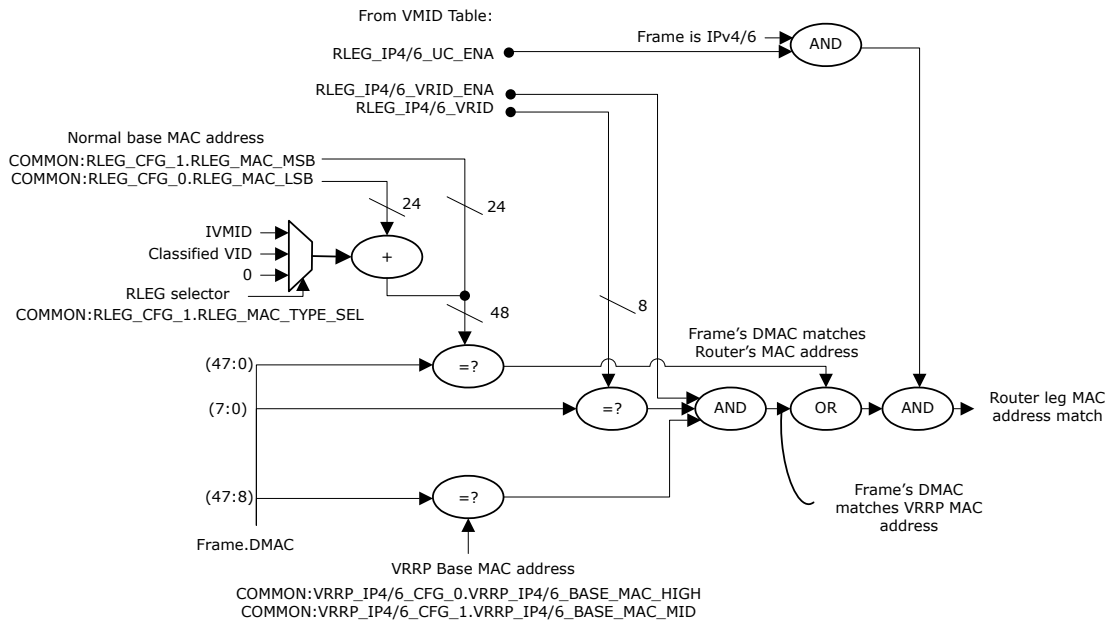 From VMID Table:
Frame is IPv4/6
AND
RLEG_IP4/6_UC_ENA
RLEG_IP4/6_VRID_ENA
RLEG_IP4/6_VRID
Normal base MAC address
COMMON:RLEG_CFG_1.RLEG_MAC_MSB
COMMON:RLEG_CFG_0.RLEG_MAC_LSB
24
24
IVMID
Classified VID
0
+
RLEG selector
COMMON:RLEG_CFG_1.RLEG_MAC_TYPE_SEL
48
8
Frame's DMAC matches
Router's MAC address
(47:0)
=?
(7:0)
=?
AND
OR
AND
Router leg MAC
address match
(47:8)
=?
Frame's DMAC
matches VRRP MAC
address
Frame.DMAC
VRRP Base MAC address
COMMON:VRRP_IP4/6_CFG_0.VRRP_IP4/6_BASE_MAC_HIGH
COMMON:VRRP_IP4/6_CFG_1.VRRP_IP4/6_BASE_MAC_MID